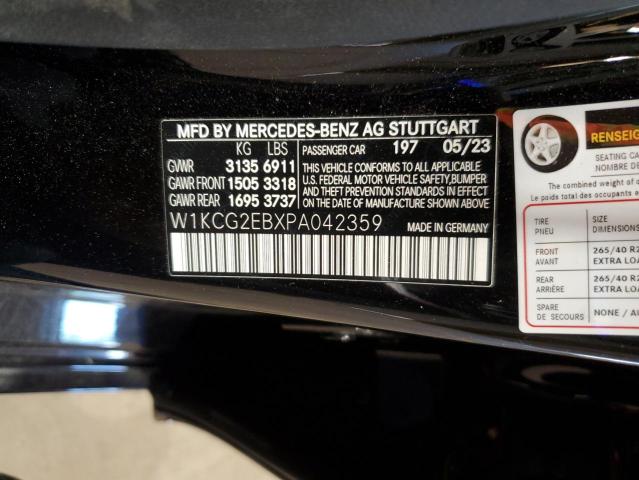 MFD BY MERCEDES-BENZ AG STUTTGART
KG LBS PASSENGER CAR 197 05/23
GVWR 3135 6911
GAWR FRONT 1505 3318
GAWR REAR 1695 3737
THIS VEHICLE CONFORMS TO ALL APPLICABLE
U.S. FEDERAL MOTOR VEHICLE SAFETY, BUMPER
AND THEFT PREVENTION STANDARDS IN EFFECT
ON THE DATE OF MANUFACTURE SHOWN ABOVE.
W1KCG2EBXPA042359 MADE IN GERMANY
RENSEIGNE
SEATING CA
The combined weight of
Le poids total des
TIRE SIZE
PNEU DIMENSIONS
FRONT 265/40 R2
AVANT EXTRA LOA
REAR 265/40 R2
ARRIÈRE EXTRA LOA
SPARE NONE / AU
DE SECOURS